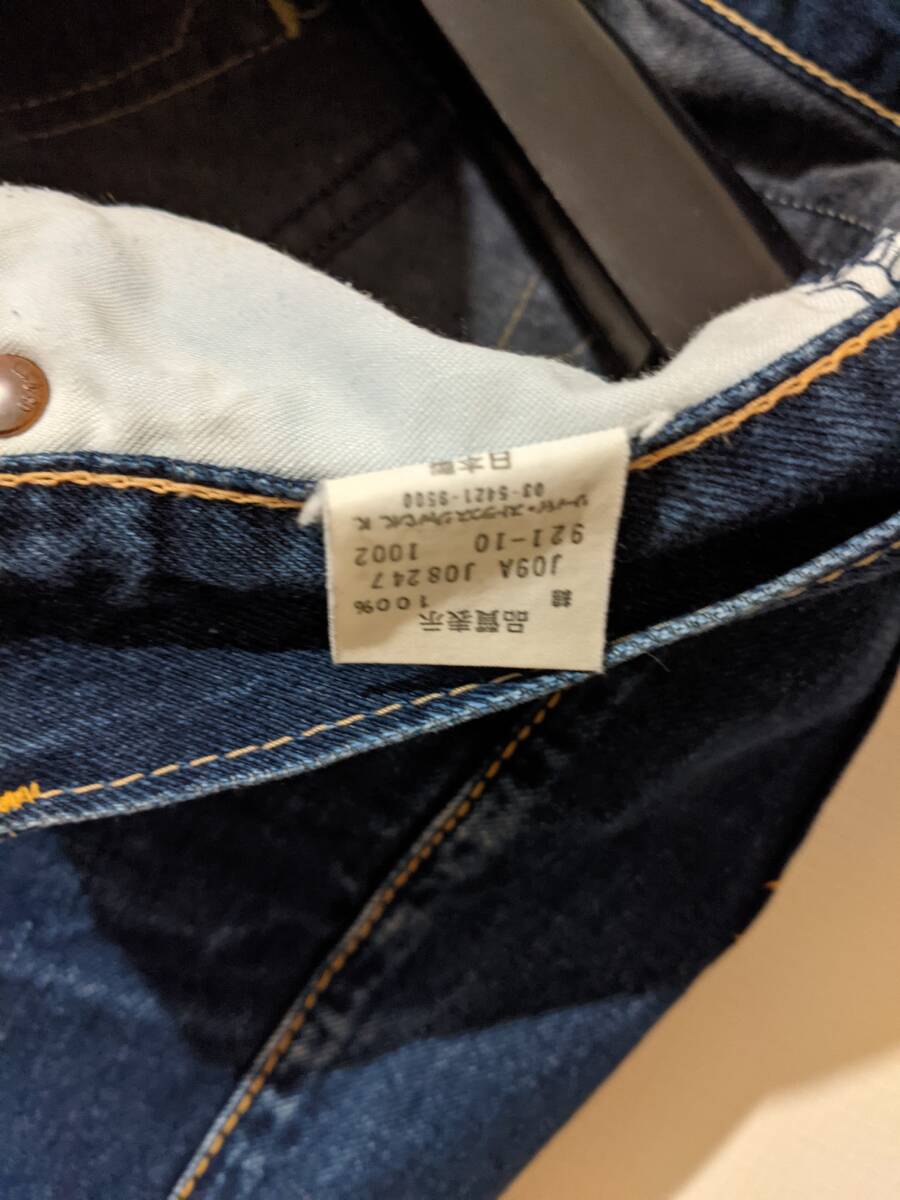 品質表示
綿 100%
J09A J08247
921-10 1002
リーバイ・ストラウス ジャパン K. K.
03-5421-9500
日本製